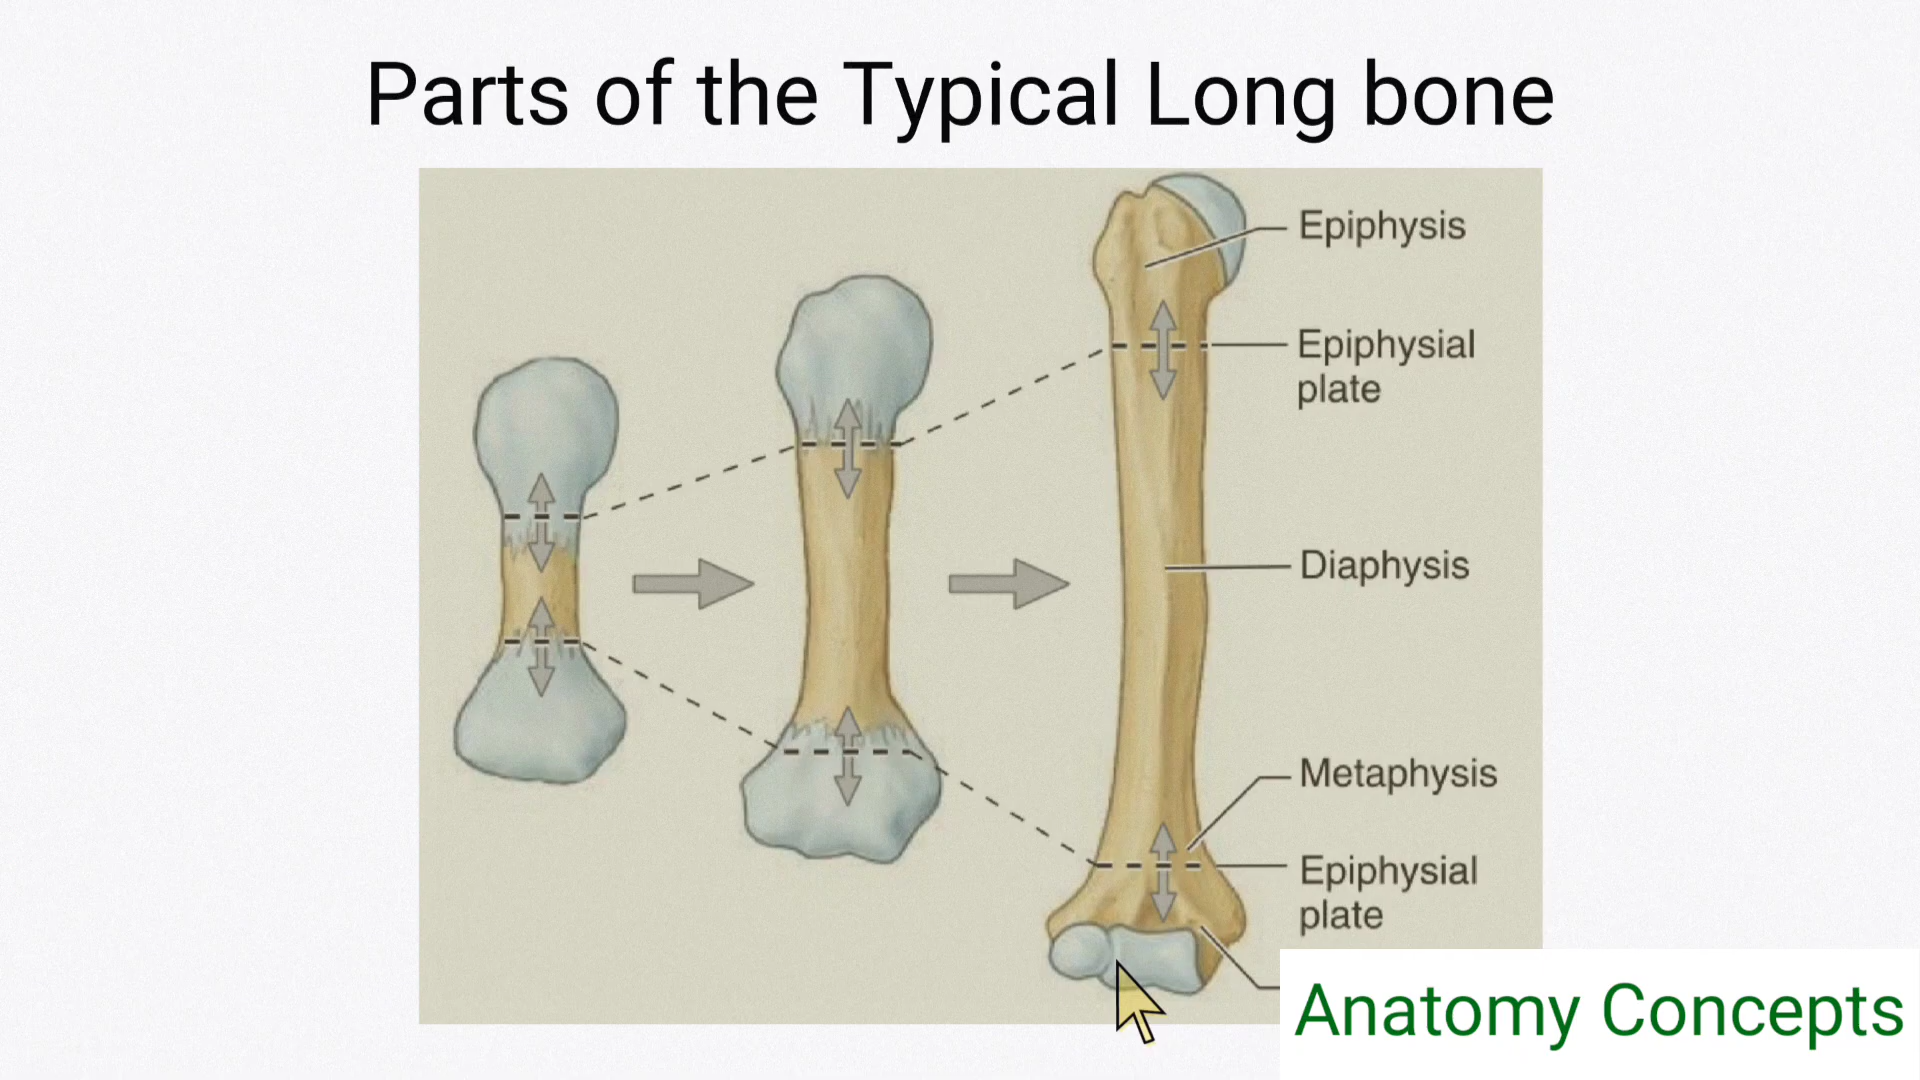 Parts of the Typical Long bone
Epiphysis
Epiphysial
plate
Diaphysis
Metaphysis
Epiphysial
plate
Anatomy Concepts